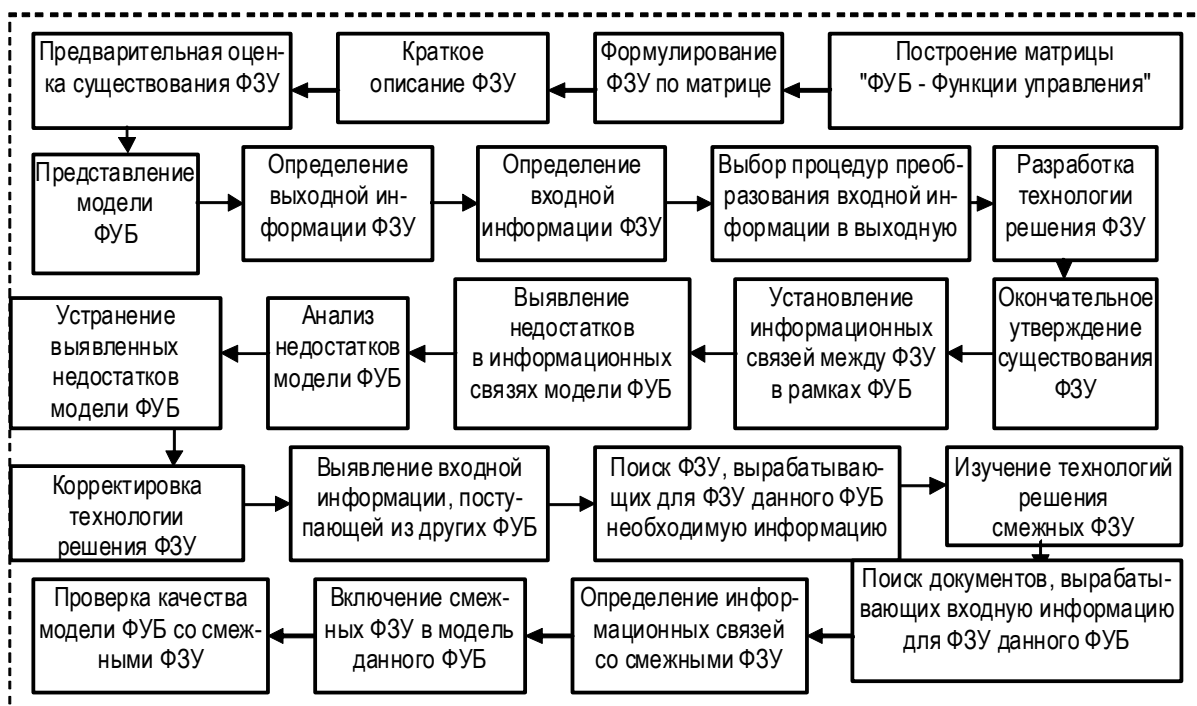 Предварительная оцен-
ка существования ФЗУ
Краткое
описание ФЗУ
Формулирование
ФЗУ по матрице
Построение матрицы
"ФУБ - Функции управления"
Представление
модели
ФУБ
Определение
выходной ин-
формации ФЗУ
Определение
входной
информации ФЗУ
Выбор процедур преоб-
разования входной ин-
формации в выходную
Разработка
технологии
решения ФЗУ
Устранение
выявленных
недостатков
модели ФУБ
Анализ
недостатков
модели ФУБ
Выявление
недостатков
в информационных
связях модели ФУБ
Установление
информационных
связей между ФЗУ
в рамках ФУБ
Окончательное
утверждение
существования
ФЗУ
Корректировка
технологии
решения ФЗУ
Выявление входной
информации, посту-
пающей из других ФУБ
Поиск ФЗУ, вырабатываю-
щих для ФЗУ данного ФУБ
необходимую информацию
Изучение технологий
решения
смежных ФЗУ
Проверка качества
модели ФУБ со смеж-
ными ФЗУ
Включение смеж-
ных ФЗУ в модель
данного ФУБ
Определение инфор-
мационных связей
со смежными ФЗУ
Поиск документов, вырабаты-
вающих входную информацию
для ФЗУ данного ФУБ